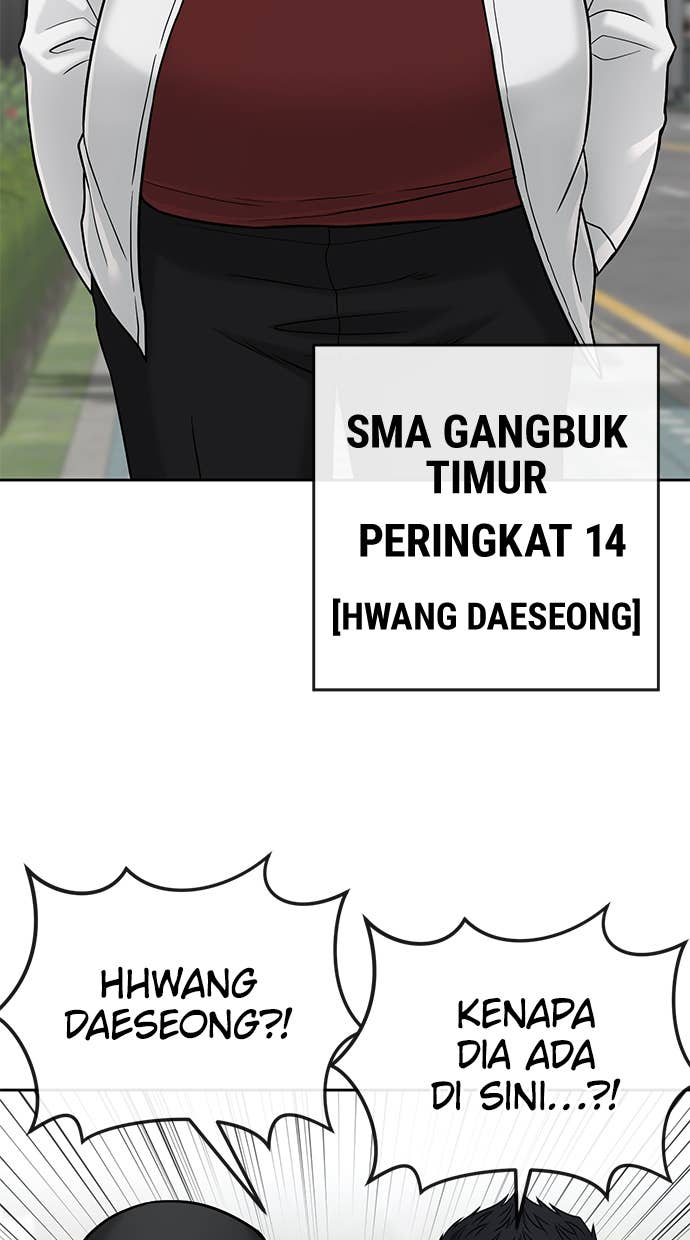 SMA GANGBUK
TIMUR
PERINGKAT 14
[HWANG DAESEONG]
HHWANG
DAESEONG?!
KENAPA
DIA ADA
DI SINI...?!